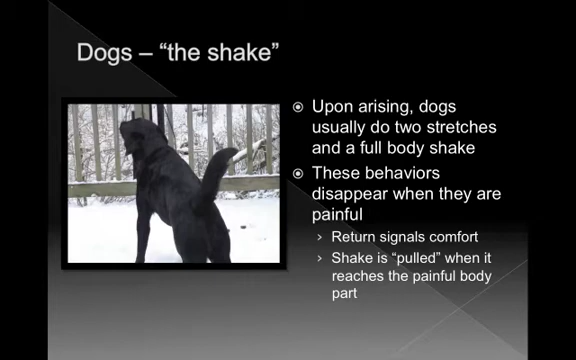 Dogs – “the shake”
Upon arising, dogs
usually do two stretches
and a full body shake
These behaviors
disappear when they are
painful
Return signals comfort
Shake is “pulled” when it
reaches the painful body
part